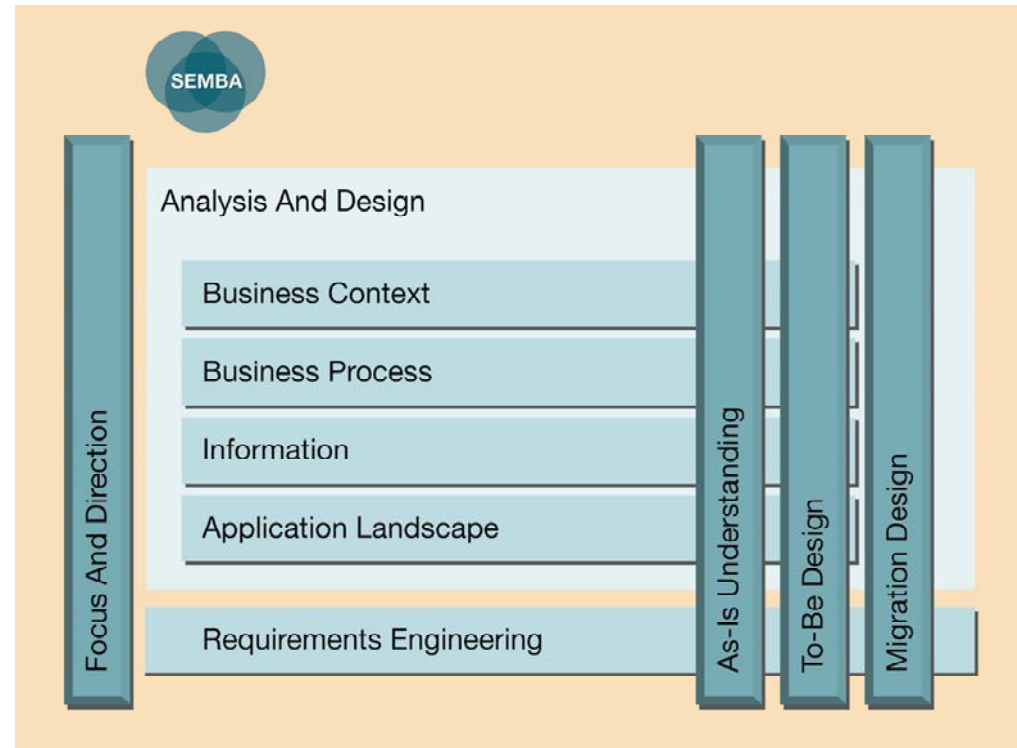 SEMBA
Focus And Direction
Analysis And Design
Business Context
Business Process
Information
Application Landscape
Requirements Engineering
As-Is Understanding
To-Be Design
Migration Design